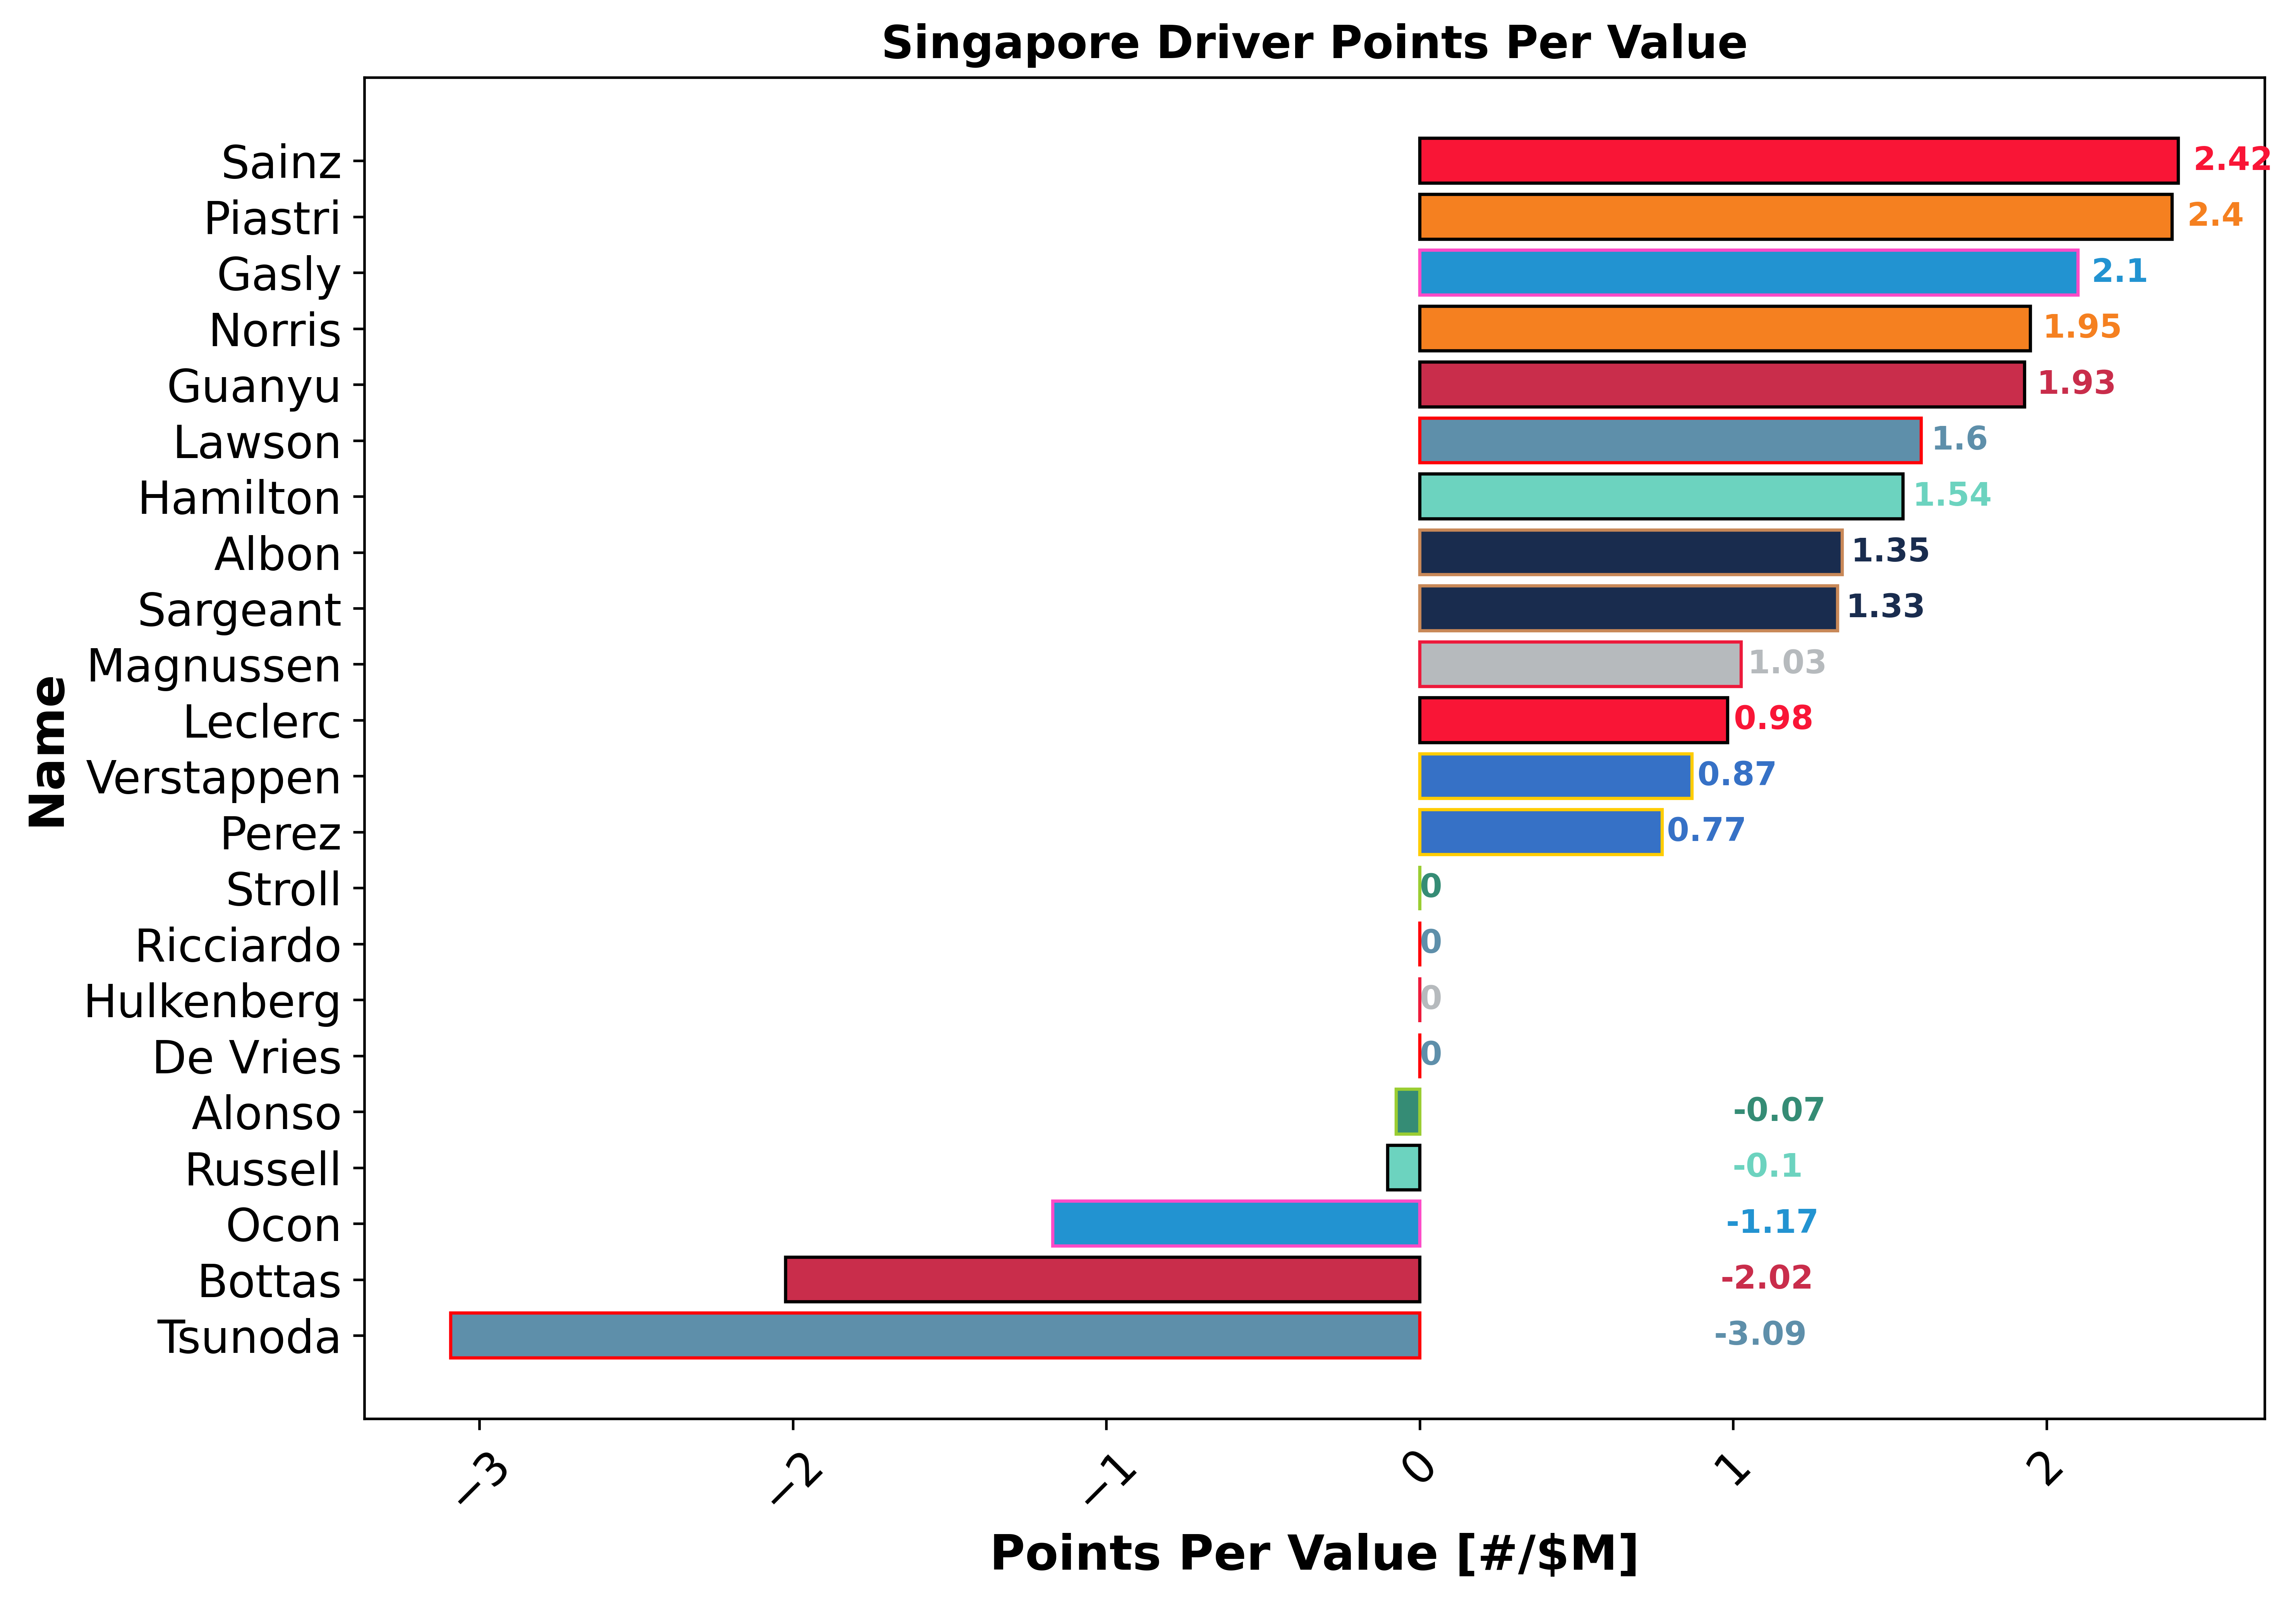 Singapore Driver Points Per Value
Sainz 2.42
Piastri 2.4
Gasly 2.1
Norris 1.95
Guanyu 1.93
Lawson 1.6
Hamilton 1.54
Albon 1.35
Sargeant 1.33
Magnussen 1.03
Leclerc 0.98
Verstappen 0.87
Perez 0.77
Stroll 0
Ricciardo 0
Hulkenberg 0
De Vries 0
Alonso -0.07
Russell -0.1
Ocon -1.17
Bottas -2.02
Tsunoda -3.09
Name
−3 −2 −1 0 1 2
Points Per Value [#/$M]